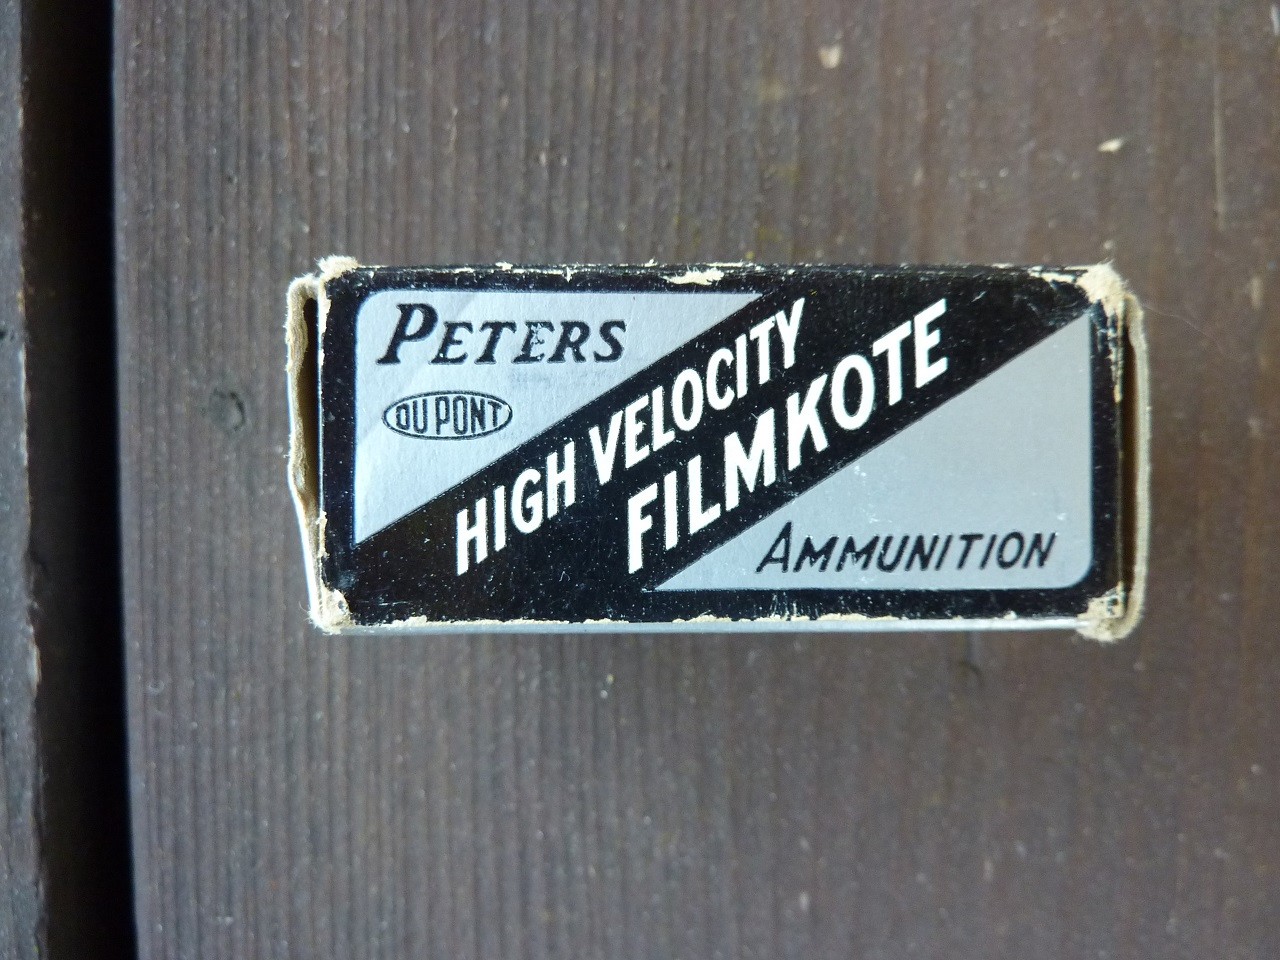 PETERS
DU PONT
HIGH VELOCITY
FILMKOTE
AMMUNITION